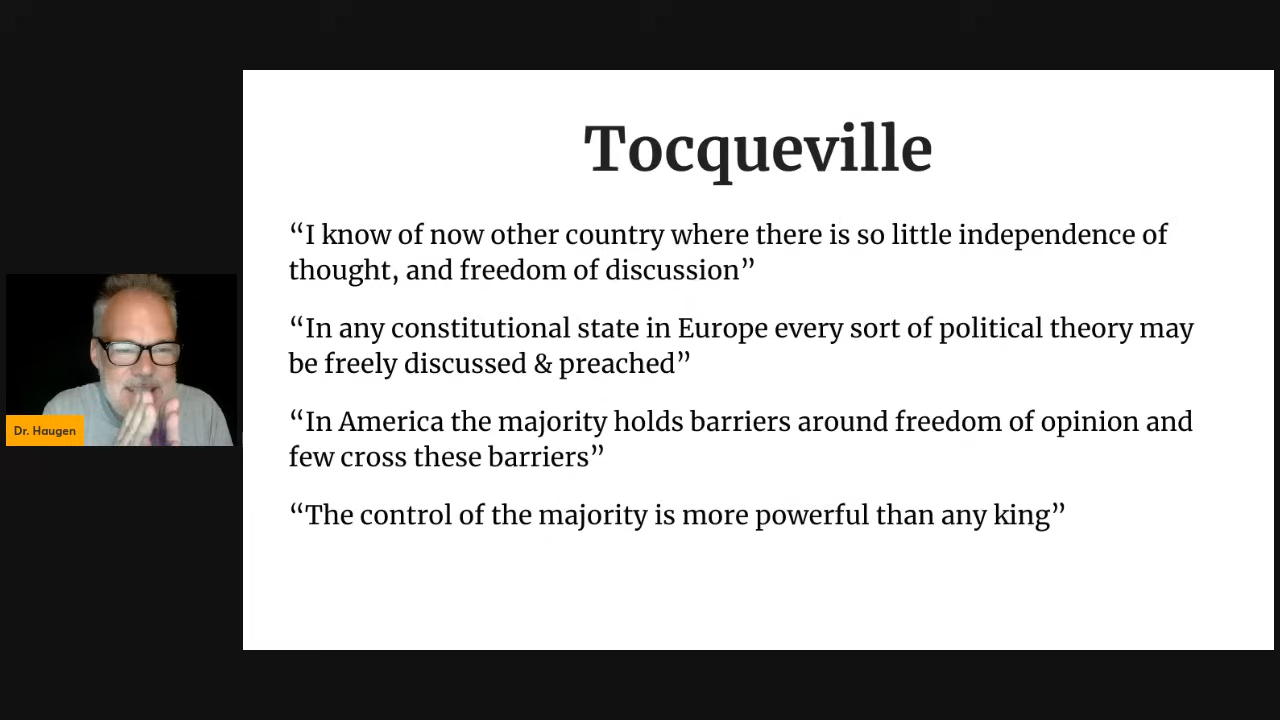 Tocqueville
“I know of now other country where there is so little independence of
thought, and freedom of discussion”
“In any constitutional state in Europe every sort of political theory may
be freely discussed & preached”
“In America the majority holds barriers around freedom of opinion and
few cross these barriers”
“The control of the majority is more powerful than any king”
Dr. Haugen